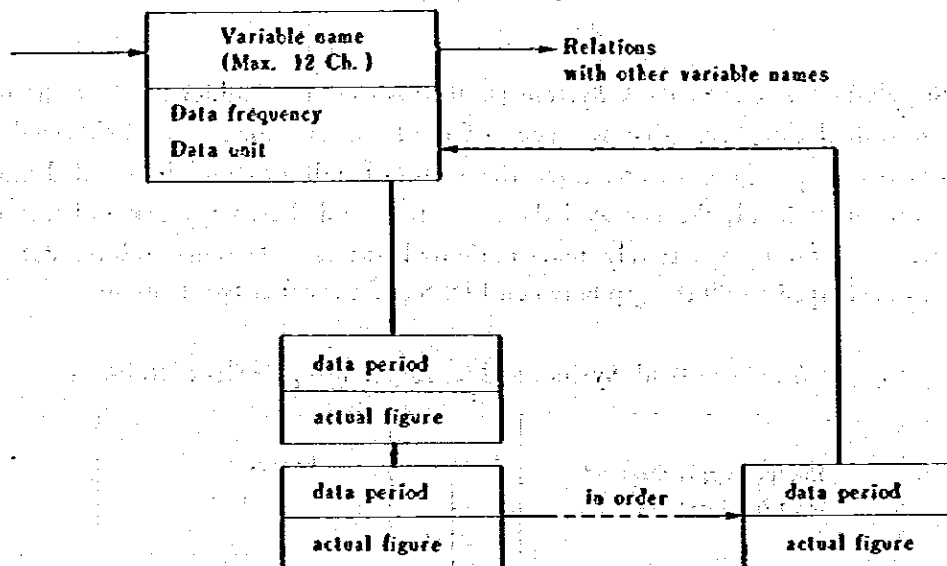 Variable name
(Max. 12 Ch.)
Relations
with other variable names
Data frequency
Data unit
data period
actual figure
data period
in order
data period
actual figure
actual figure